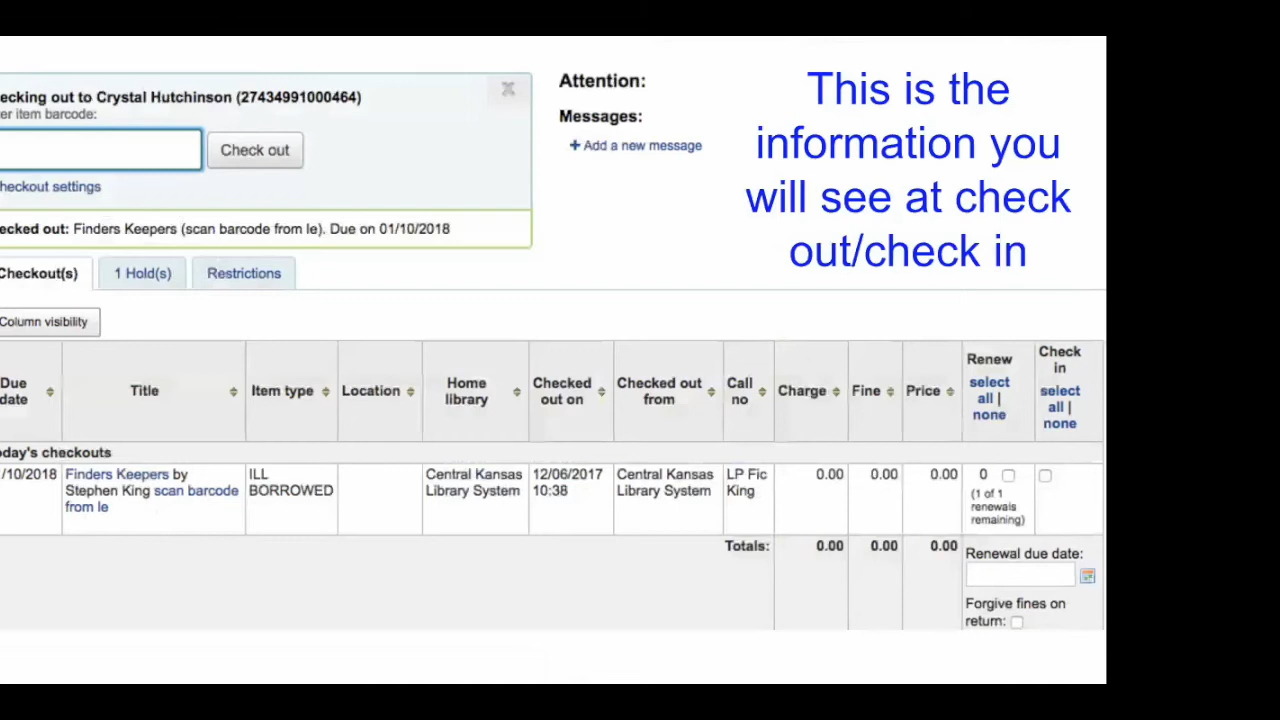 ecking out to Crystal Hutchinson (27434991000464)
er item barcode:
Check out
heckout settings
ecked out: Finders Keepers (scan barcode from le). Due on 01/10/2018
Attention:
Messages:
+ Add a new message
This is the
information you
will see at check
out/check in
Checkout(s) 1 Hold(s) Restrictions
Column visibility
Due date Title Item type Location Home library Checked out on Checked out from Call no Charge Fine Price Renew select all | none Check in select all | none
oday's checkouts
/10/2018 Finders Keepers by Stephen King scan barcode from le ILL BORROWED Central Kansas Library System 12/06/2017 10:38 Central Kansas Library System LP Fic King 0.00 0.00 0.00 0 (1 of 1 renewals remaining)
Totals: 0.00 0.00 0.00
Renewal due date:
Forgive fines on
return: